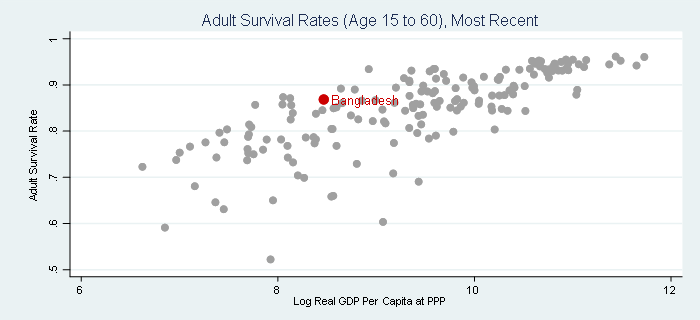 Adult Survival Rates (Age 15 to 60), Most Recent
1
.9
.8
.7
.6
.5
Adult Survival Rate
Bangladesh
6 8 10 12
Log Real GDP Per Capita at PPP